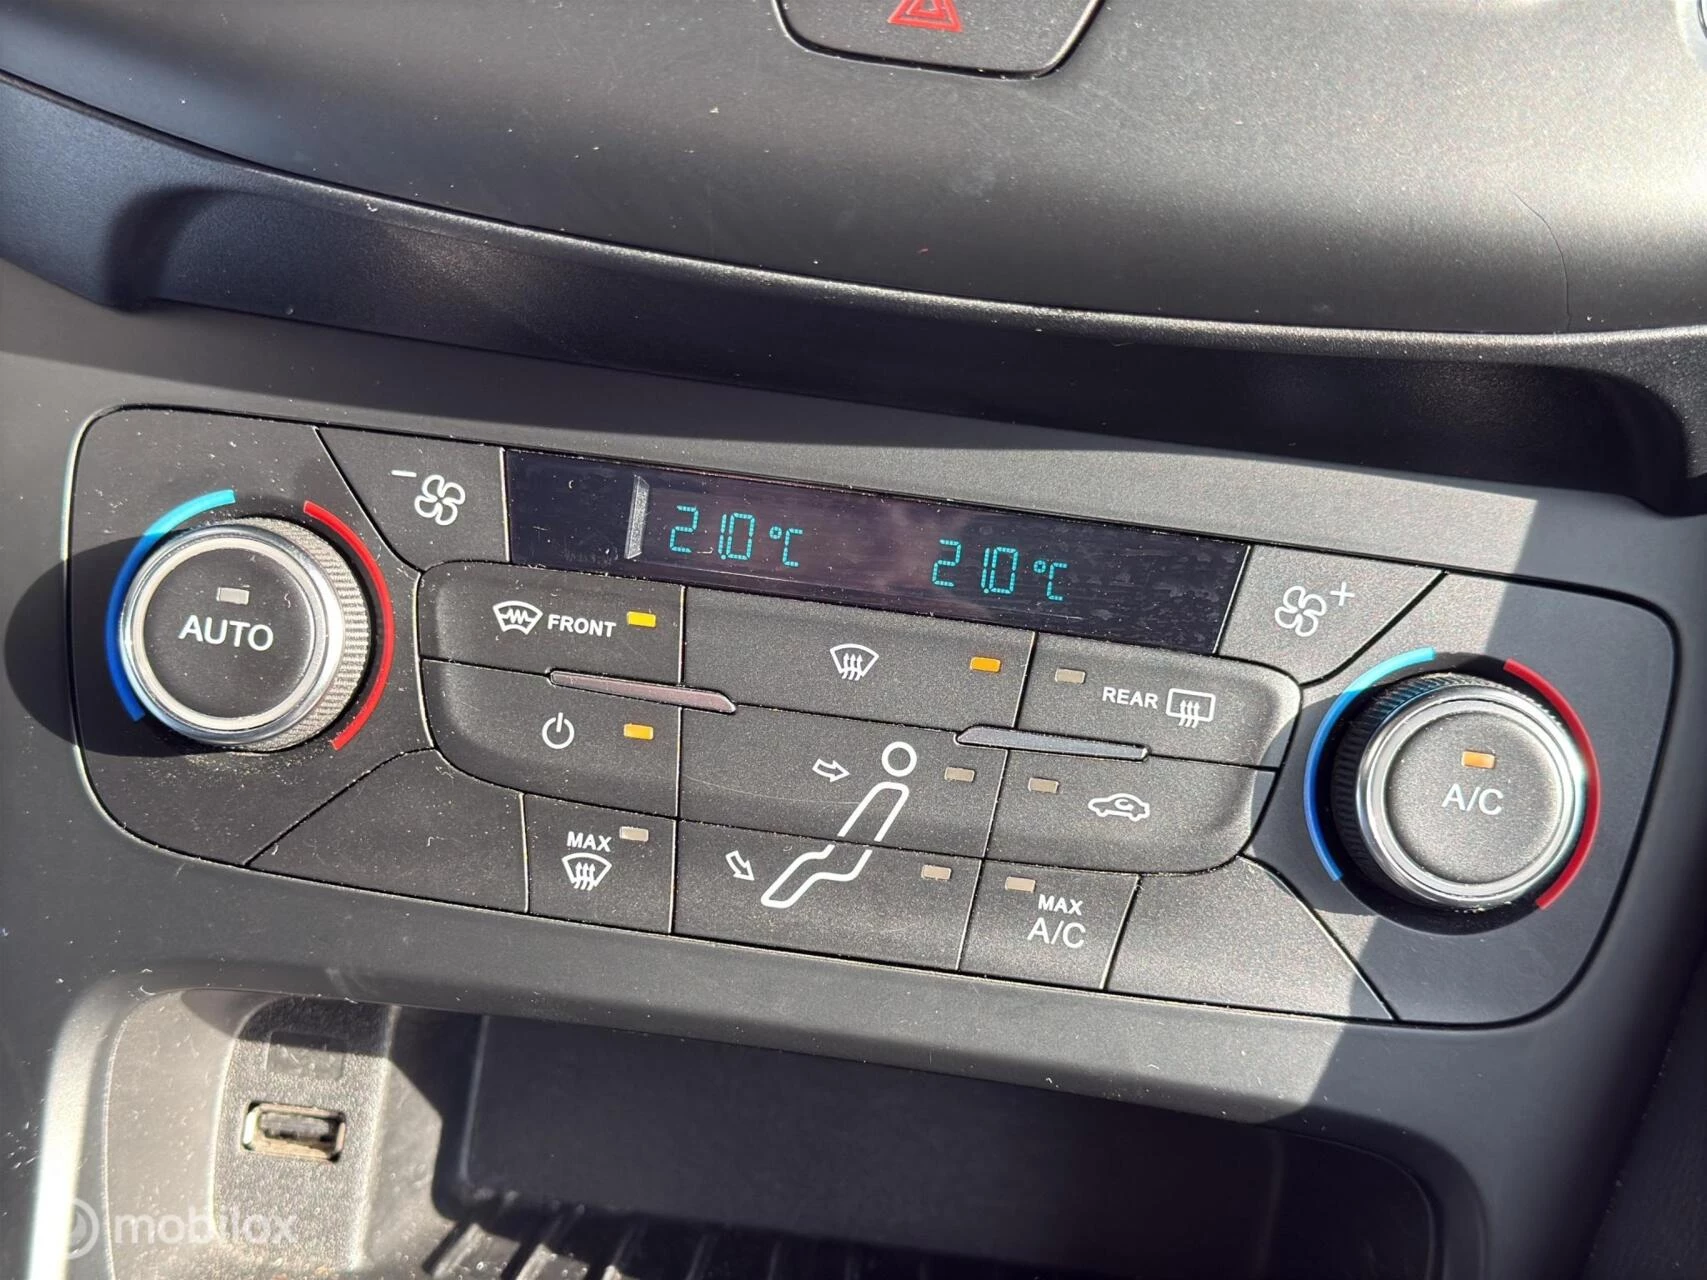 21.0°C 21.0°C
AUTO
- +
FRONT
REAR
MAX
A/C
MAX
A/C
mobilox